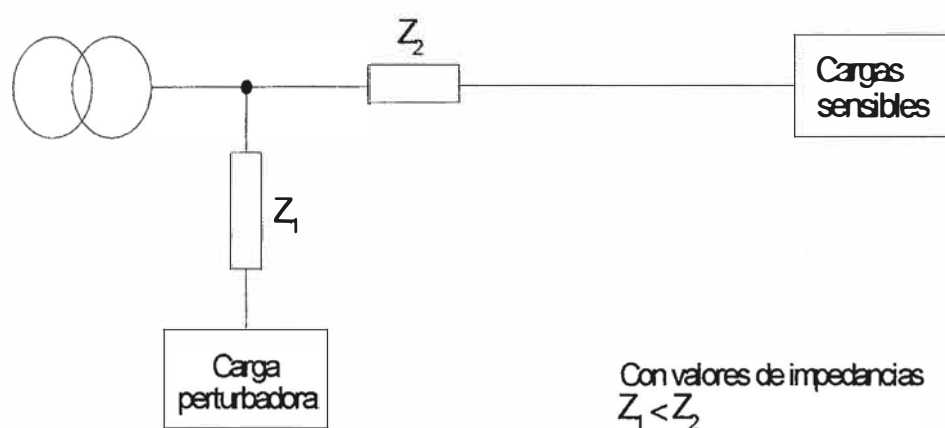 Z₂
Cargas
sensibles
Z₁
Carga
perturbadora
Con valores de impedancias
Z₁ < Z₂